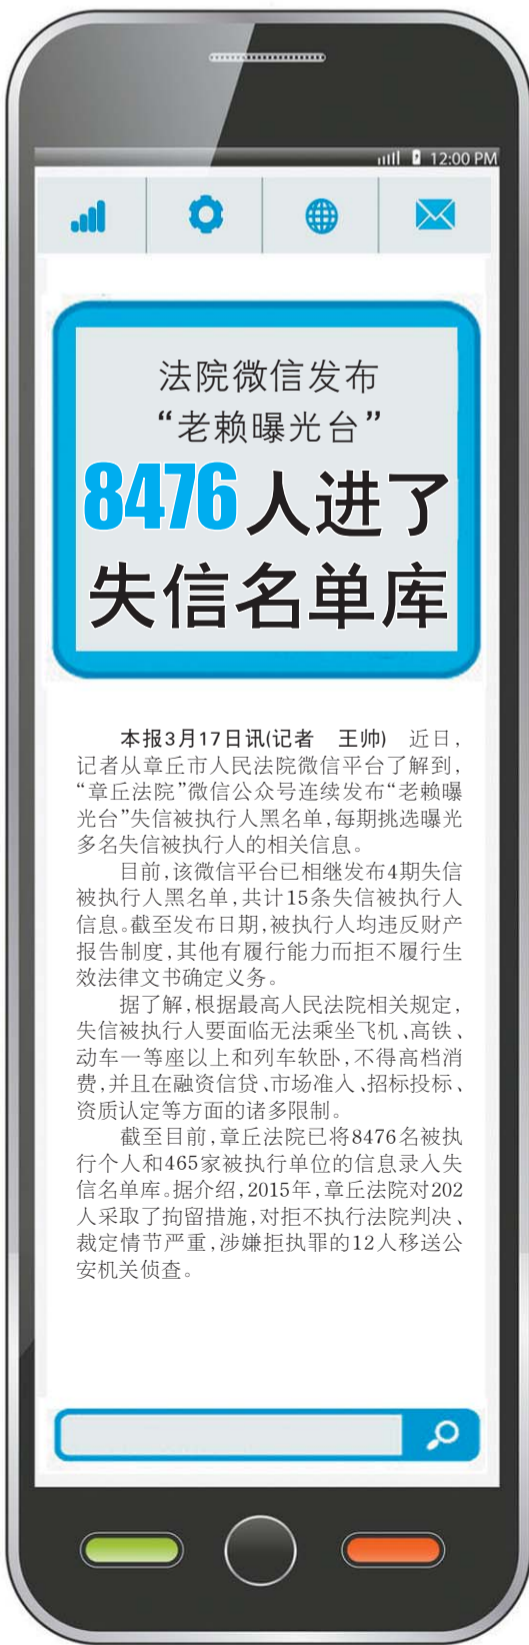 12:00 PM
法院微信发布
“老赖曝光台”
8476人进了
失信名单库
本报3月17日讯(记者 王帅) 近日,
记者从章丘市人民法院微信平台了解到,
“章丘法院”微信公众号连续发布“老赖曝
光台”失信被执行人黑名单,每期挑选曝光
多名失信被执行人的相关信息。
目前,该微信平台已相继发布4期失信
被执行人黑名单,共计15条失信被执行人
信息。截至发布日期,被执行人均违反财产
报告制度,其他有履行能力而拒不履行生
效法律文书确定义务。
据了解,根据最高人民法院相关规定,
失信被执行人要面临无法乘坐飞机、高铁、
动车一等座以上和列车软卧,不得高档消
费,并且在融资信贷、市场准入、招标投标、
资质认定等方面的诸多限制。
截至目前,章丘法院已将8476名被执
行个人和465家被执行单位的信息录入失
信名单库。据介绍,2015年,章丘法院对202
人采取了拘留措施,对拒不执行法院判决、
裁定情节严重,涉嫌拒执罪的12人移送公
安机关侦查。